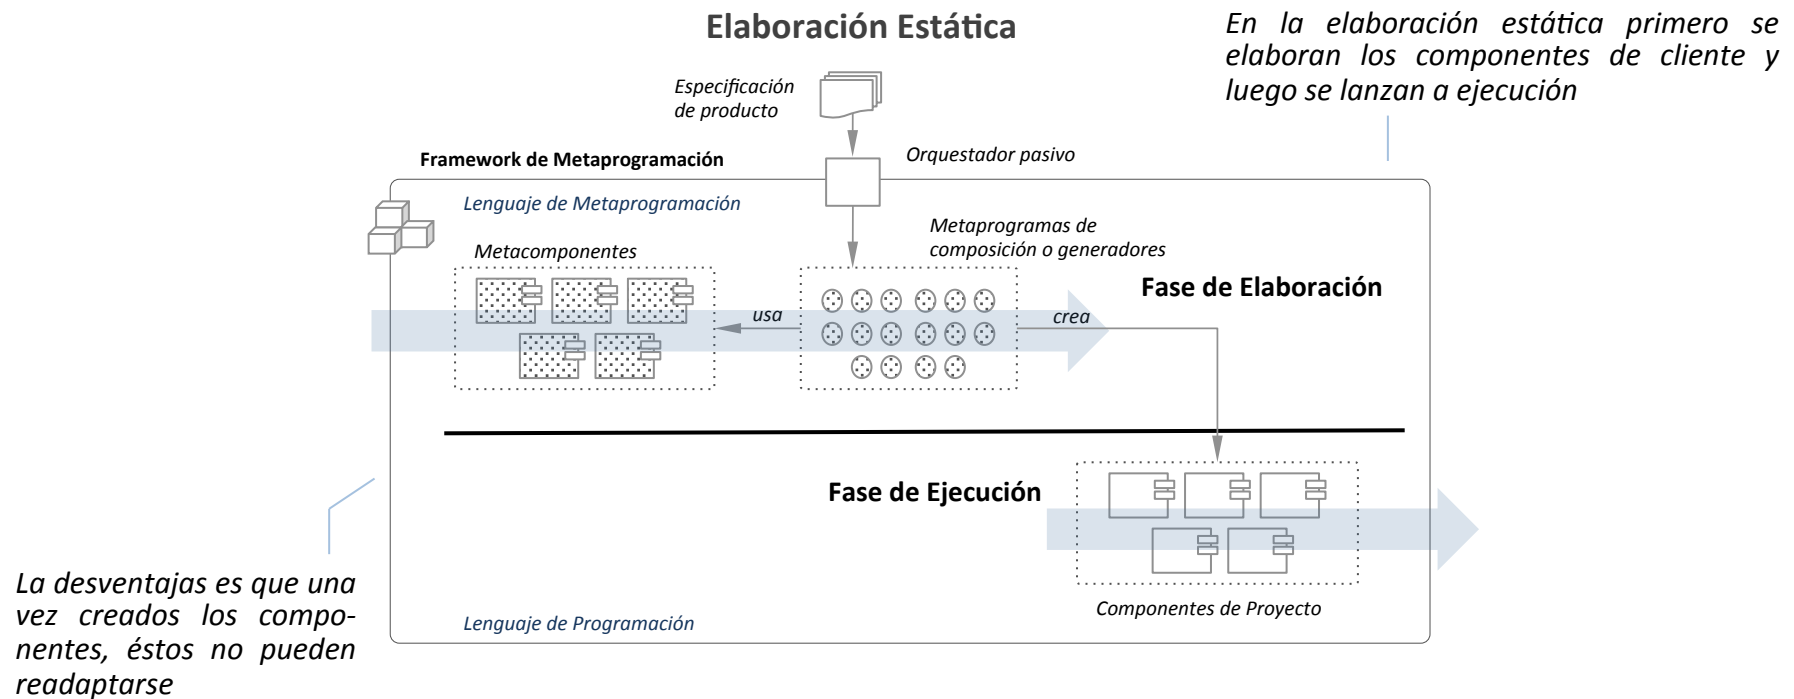 Elaboración Estática
En la elaboración estática primero se
elaboran los componentes de cliente y
luego se lanzan a ejecución
Especificación
de producto
Framework de Metaprogramación
Orquestador pasivo
Lenguaje de Metaprogramación
Metaprogramas de
composición o generadores
Metacomponentes
Fase de Elaboración
usa
crea
Fase de Ejecución
La desventajas es que una
vez creados los compo-
nentes, éstos no pueden
readaptarse
Componentes de Proyecto
Lenguaje de Programación